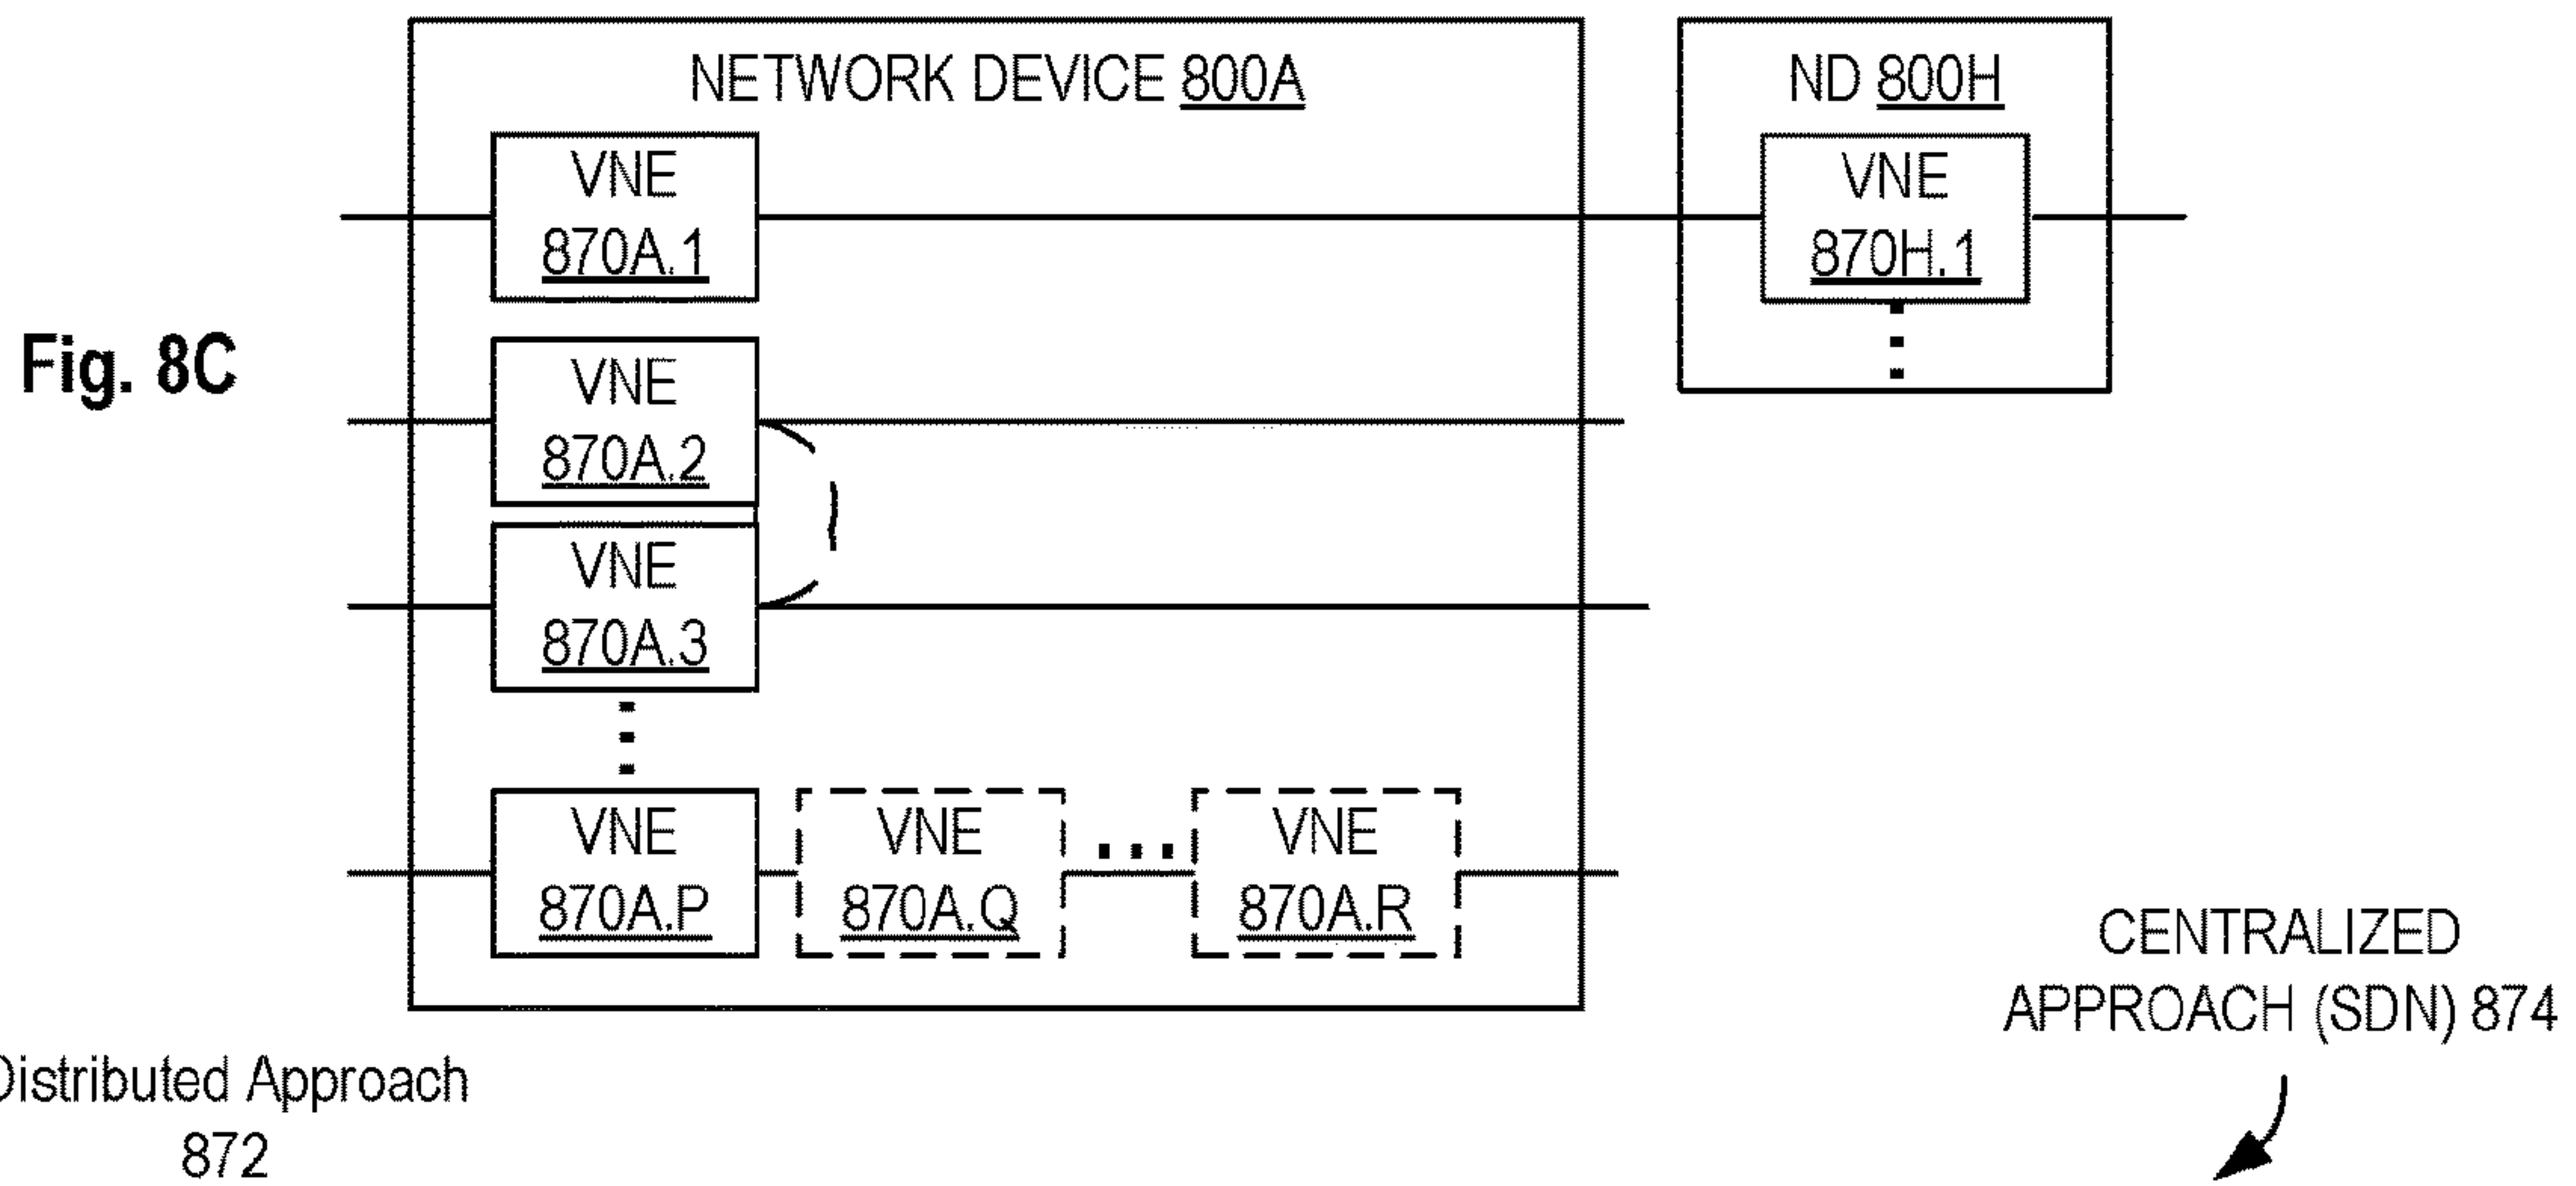 NETWORK DEVICE 800A
ND 800H
VNE
870A.1
VNE
870H.1
Fig. 8C
VNE
870A.2
VNE
870A.3
VNE
870A.P
VNE
870A.Q
...
VNE
870A.R
CENTRALIZED
APPROACH (SDN) 874
Distributed Approach
872